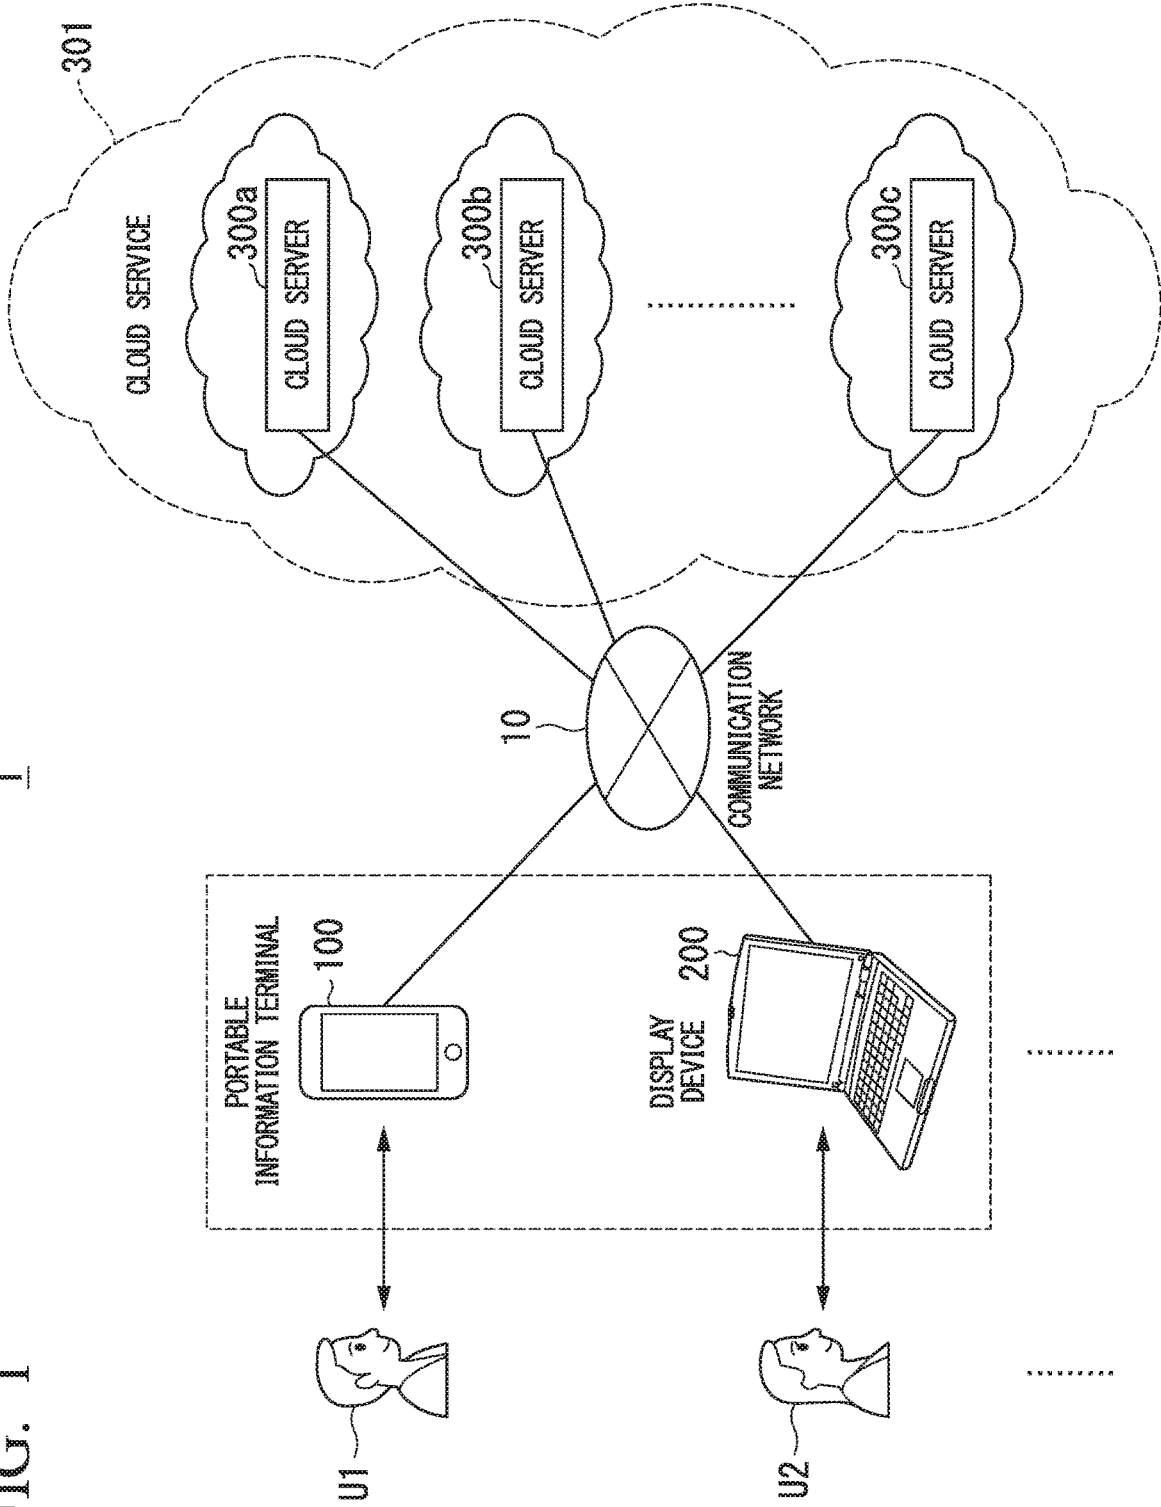 FIG. 1
1
301
CLOUD SERVICE
300a
CLOUD SERVER
300b
CLOUD SERVER
300c
CLOUD SERVER
10
COMMUNICATION
NETWORK
PORTABLE
INFORMATION TERMINAL
100
DISPLAY
DEVICE
200
U1
U2